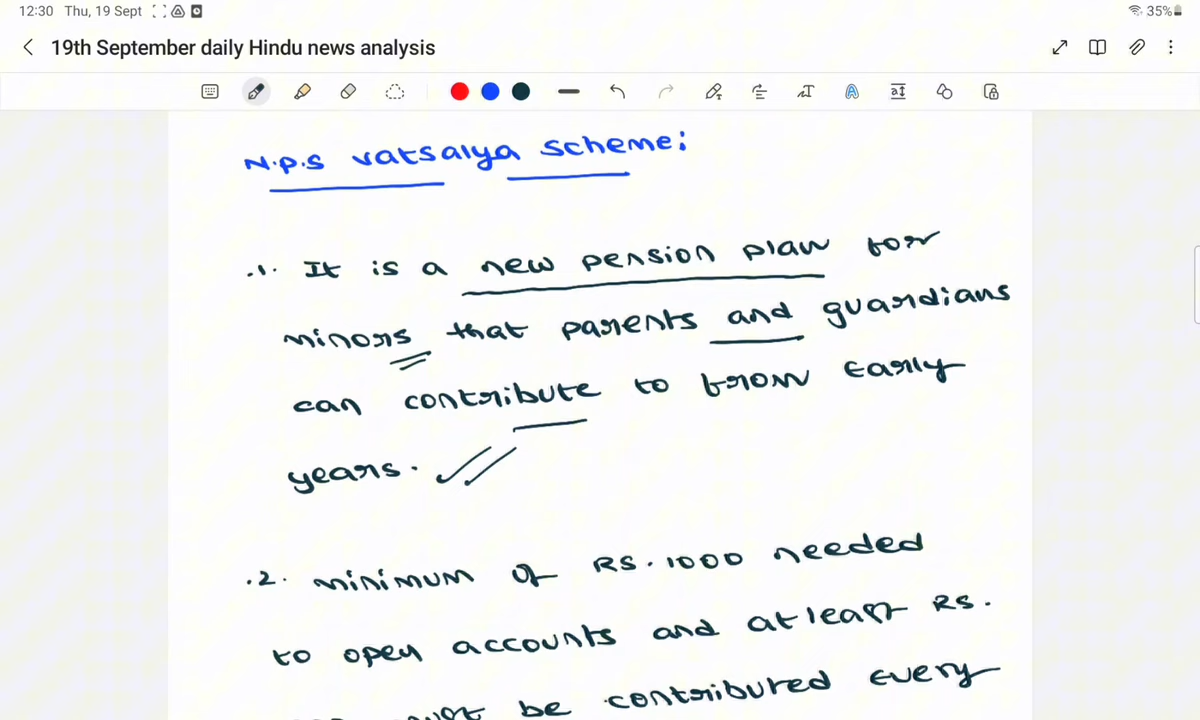 12:30 Thu, 19 Sept
35%
19th September daily Hindu news analysis
N.P.S vatsalya scheme:
.1. It is a new pension plan for
minors that parents and guardians
can contribute to from early
years.
.2. minimum of RS.1000 needed
to open accounts and atleast RS.
be contributed every